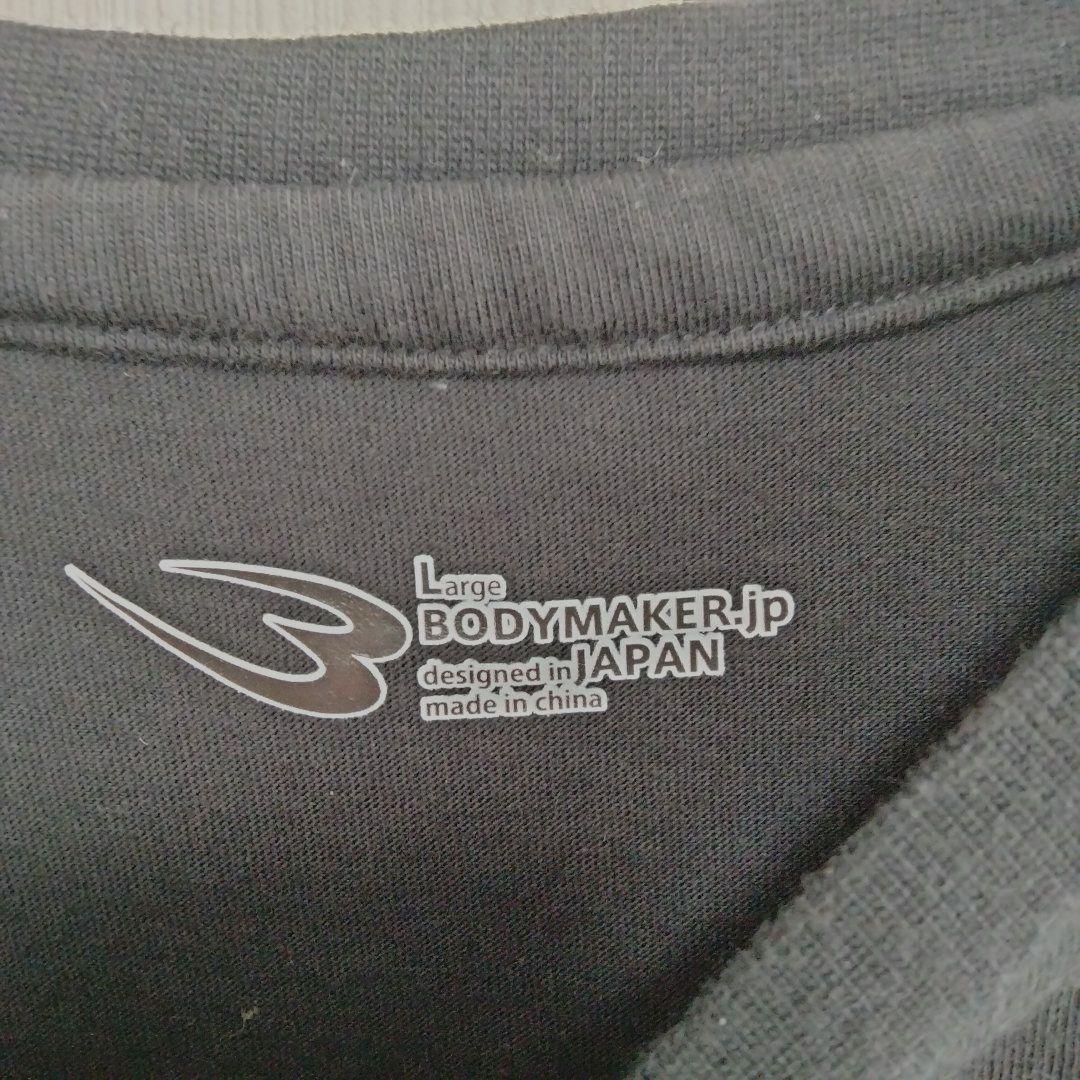 Large
BODYMAKER.jp
designed in JAPAN
made in china